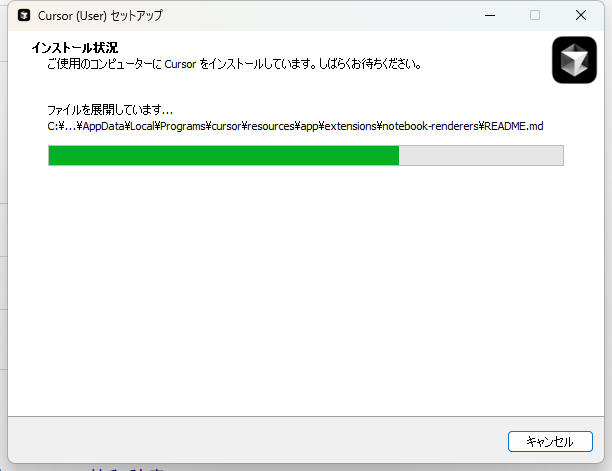 Cursor (User) セットアップ
インストール状況
ご使用のコンピューターに Cursor をインストールしています。しばらくお待ちください。
ファイルを展開しています...
C:¥...¥AppData¥Local¥Programs¥cursor¥resources¥app¥extensions¥notebook-renderers¥README.md
キャンセル